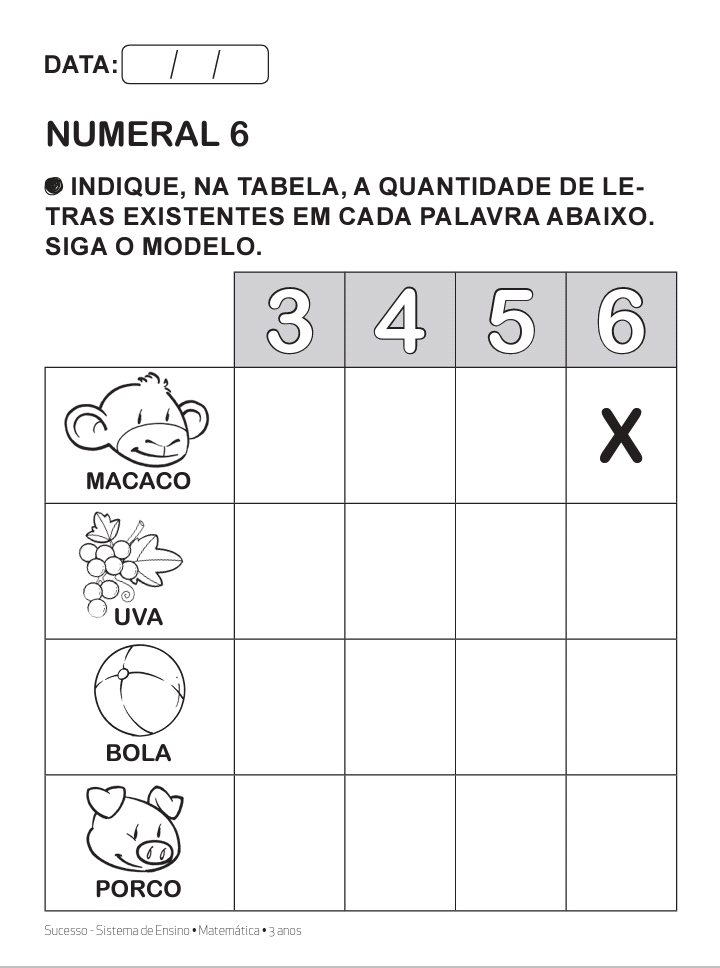 DATA: / /
NUMERAL 6
INDIQUE, NA TABELA, A QUANTIDADE DE LE-
TRAS EXISTENTES EM CADA PALAVRA ABAIXO.
SIGA O MODELO.
3 4 5 6
MACACO X
UVA
BOLA
PORCO
Sucesso - Sistema de Ensino • Matemática • 3 anos